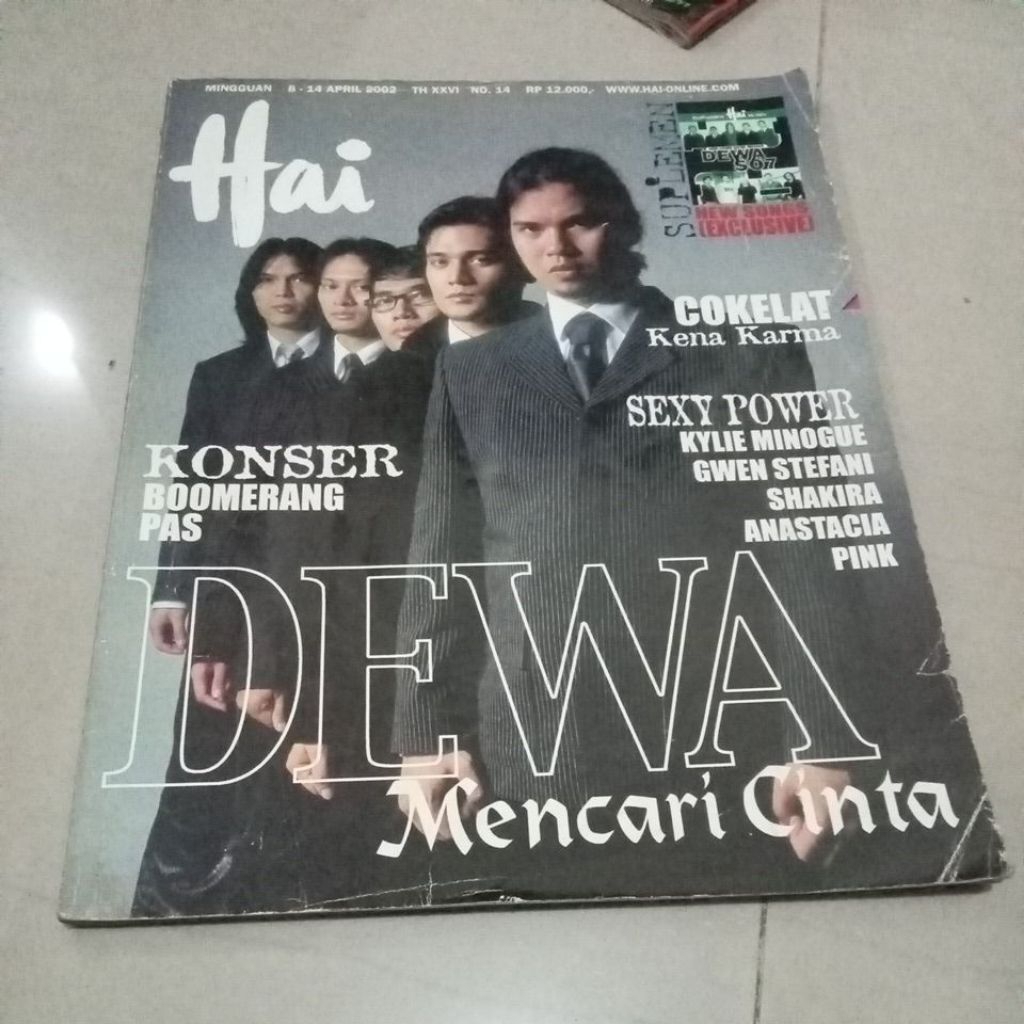 MINGGUAN 8 - 14 APRIL 2002 TH XXVI NO. 14 RP 12.000,- WWW.HAI-ONLINE.COM
Hai
SUPLEMEN
Hai
DEWA
SO7
NEW SONGS
(EXCLUSIVE)
COKELAT
Kena Karma
SEXY POWER
KYLIE MINOGUE
GWEN STEFANI
SHAKIRA
ANASTACIA
PINK
KONSER
BOOMERANG
PAS
DEWA
Mencari Cinta